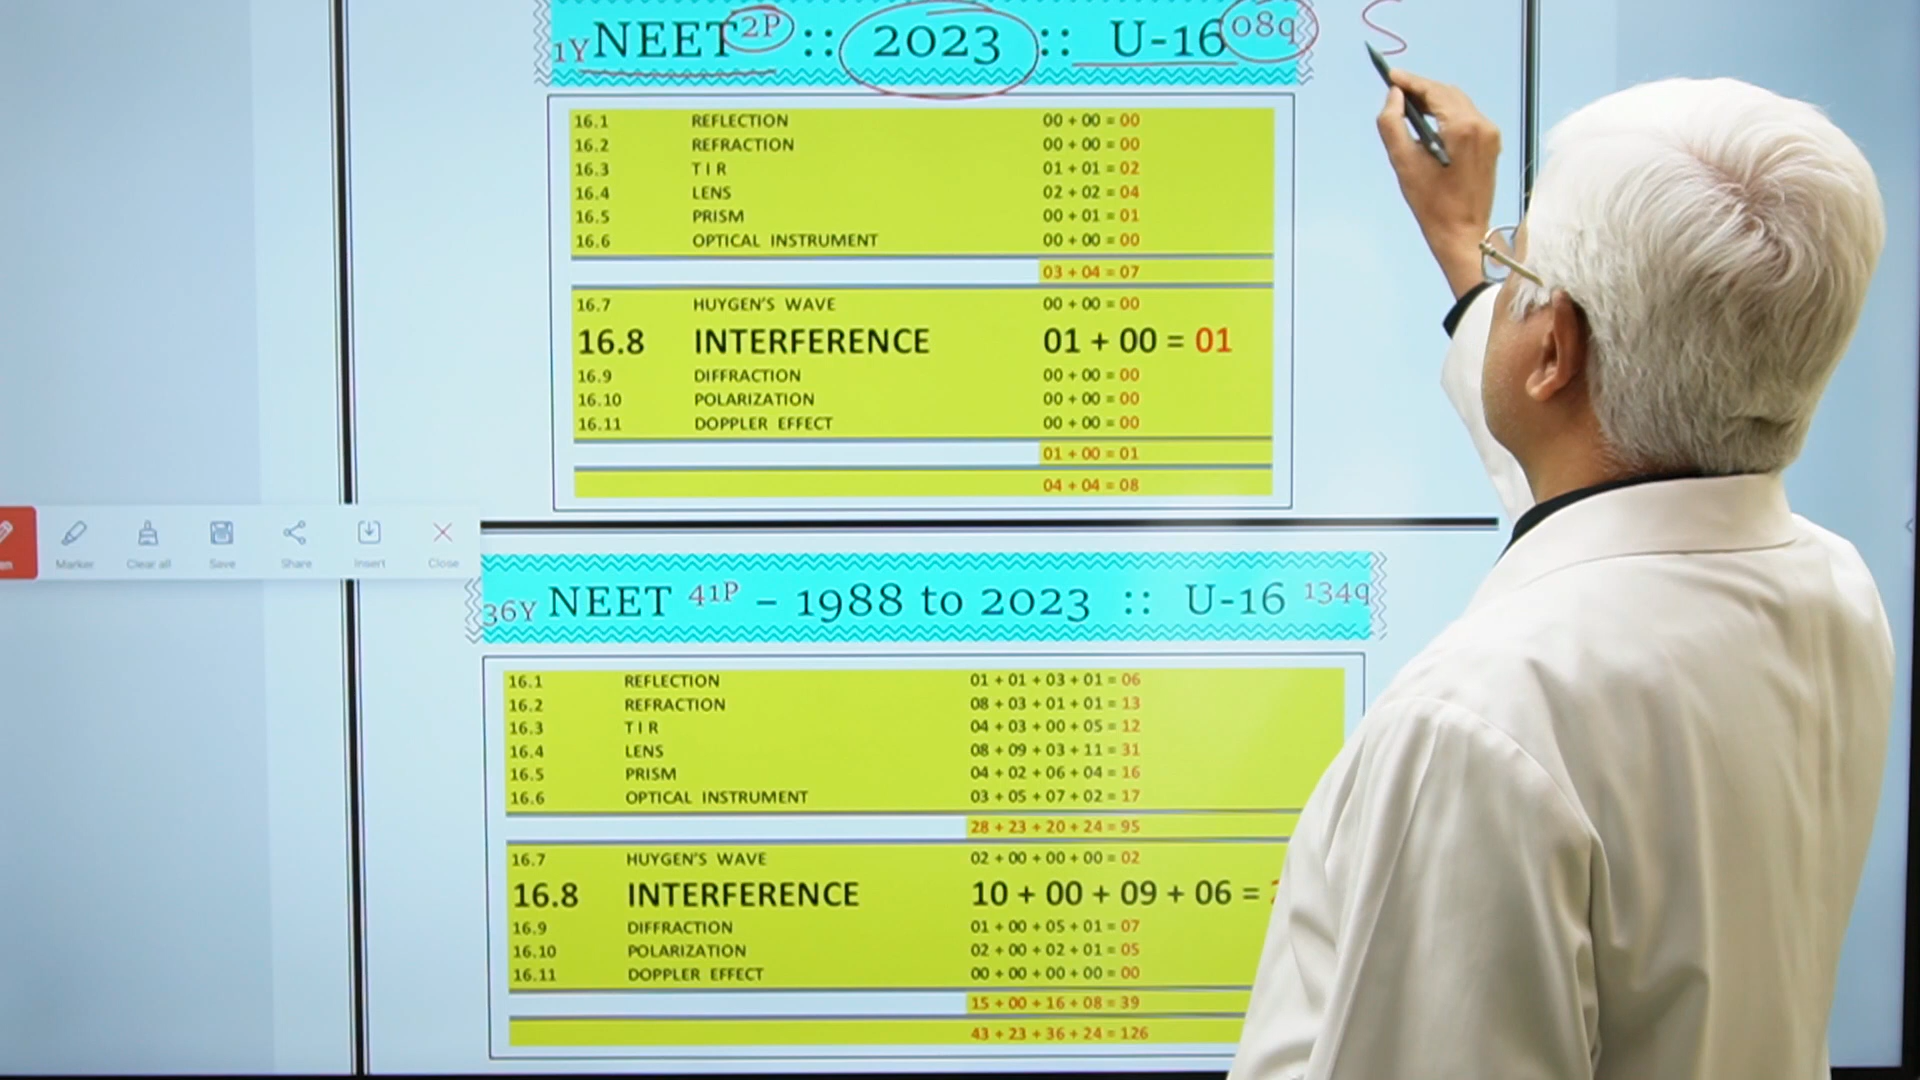 1Y NEET 2P :: 2023 :: U-16 08q S
16.1 REFLECTION 00 + 00 = 00
16.2 REFRACTION 00 + 00 = 00
16.3 T I R 01 + 01 = 02
16.4 LENS 02 + 02 = 04
16.5 PRISM 00 + 01 = 01
16.6 OPTICAL INSTRUMENT 00 + 00 = 00
03 + 04 = 07
16.7 HUYGEN'S WAVE 00 + 00 = 00
16.8 INTERFERENCE 01 + 00 = 01
16.9 DIFFRACTION 00 + 00 = 00
16.10 POLARIZATION 00 + 00 = 00
16.11 DOPPLER EFFECT 00 + 00 = 00
01 + 00 = 01
04 + 04 = 08
Marker Clear all Save Share Insert Close
36Y NEET 41P – 1988 to 2023 :: U-16 134q
16.1 REFLECTION 01 + 01 + 03 + 01 = 06
16.2 REFRACTION 08 + 03 + 01 + 01 = 13
16.3 T I R 04 + 03 + 00 + 05 = 12
16.4 LENS 08 + 09 + 03 + 11 = 31
16.5 PRISM 04 + 02 + 06 + 04 = 16
16.6 OPTICAL INSTRUMENT 03 + 05 + 07 + 02 = 17
28 + 23 + 20 + 24 = 95
16.7 HUYGEN'S WAVE 02 + 00 + 00 + 00 = 02
16.8 INTERFERENCE 10 + 00 + 09 + 06 =
16.9 DIFFRACTION 01 + 00 + 05 + 01 = 07
16.10 POLARIZATION 02 + 00 + 02 + 01 = 05
16.11 DOPPLER EFFECT 00 + 00 + 00 + 00 = 00
15 + 00 + 16 + 08 = 39
43 + 23 + 36 + 24 = 126